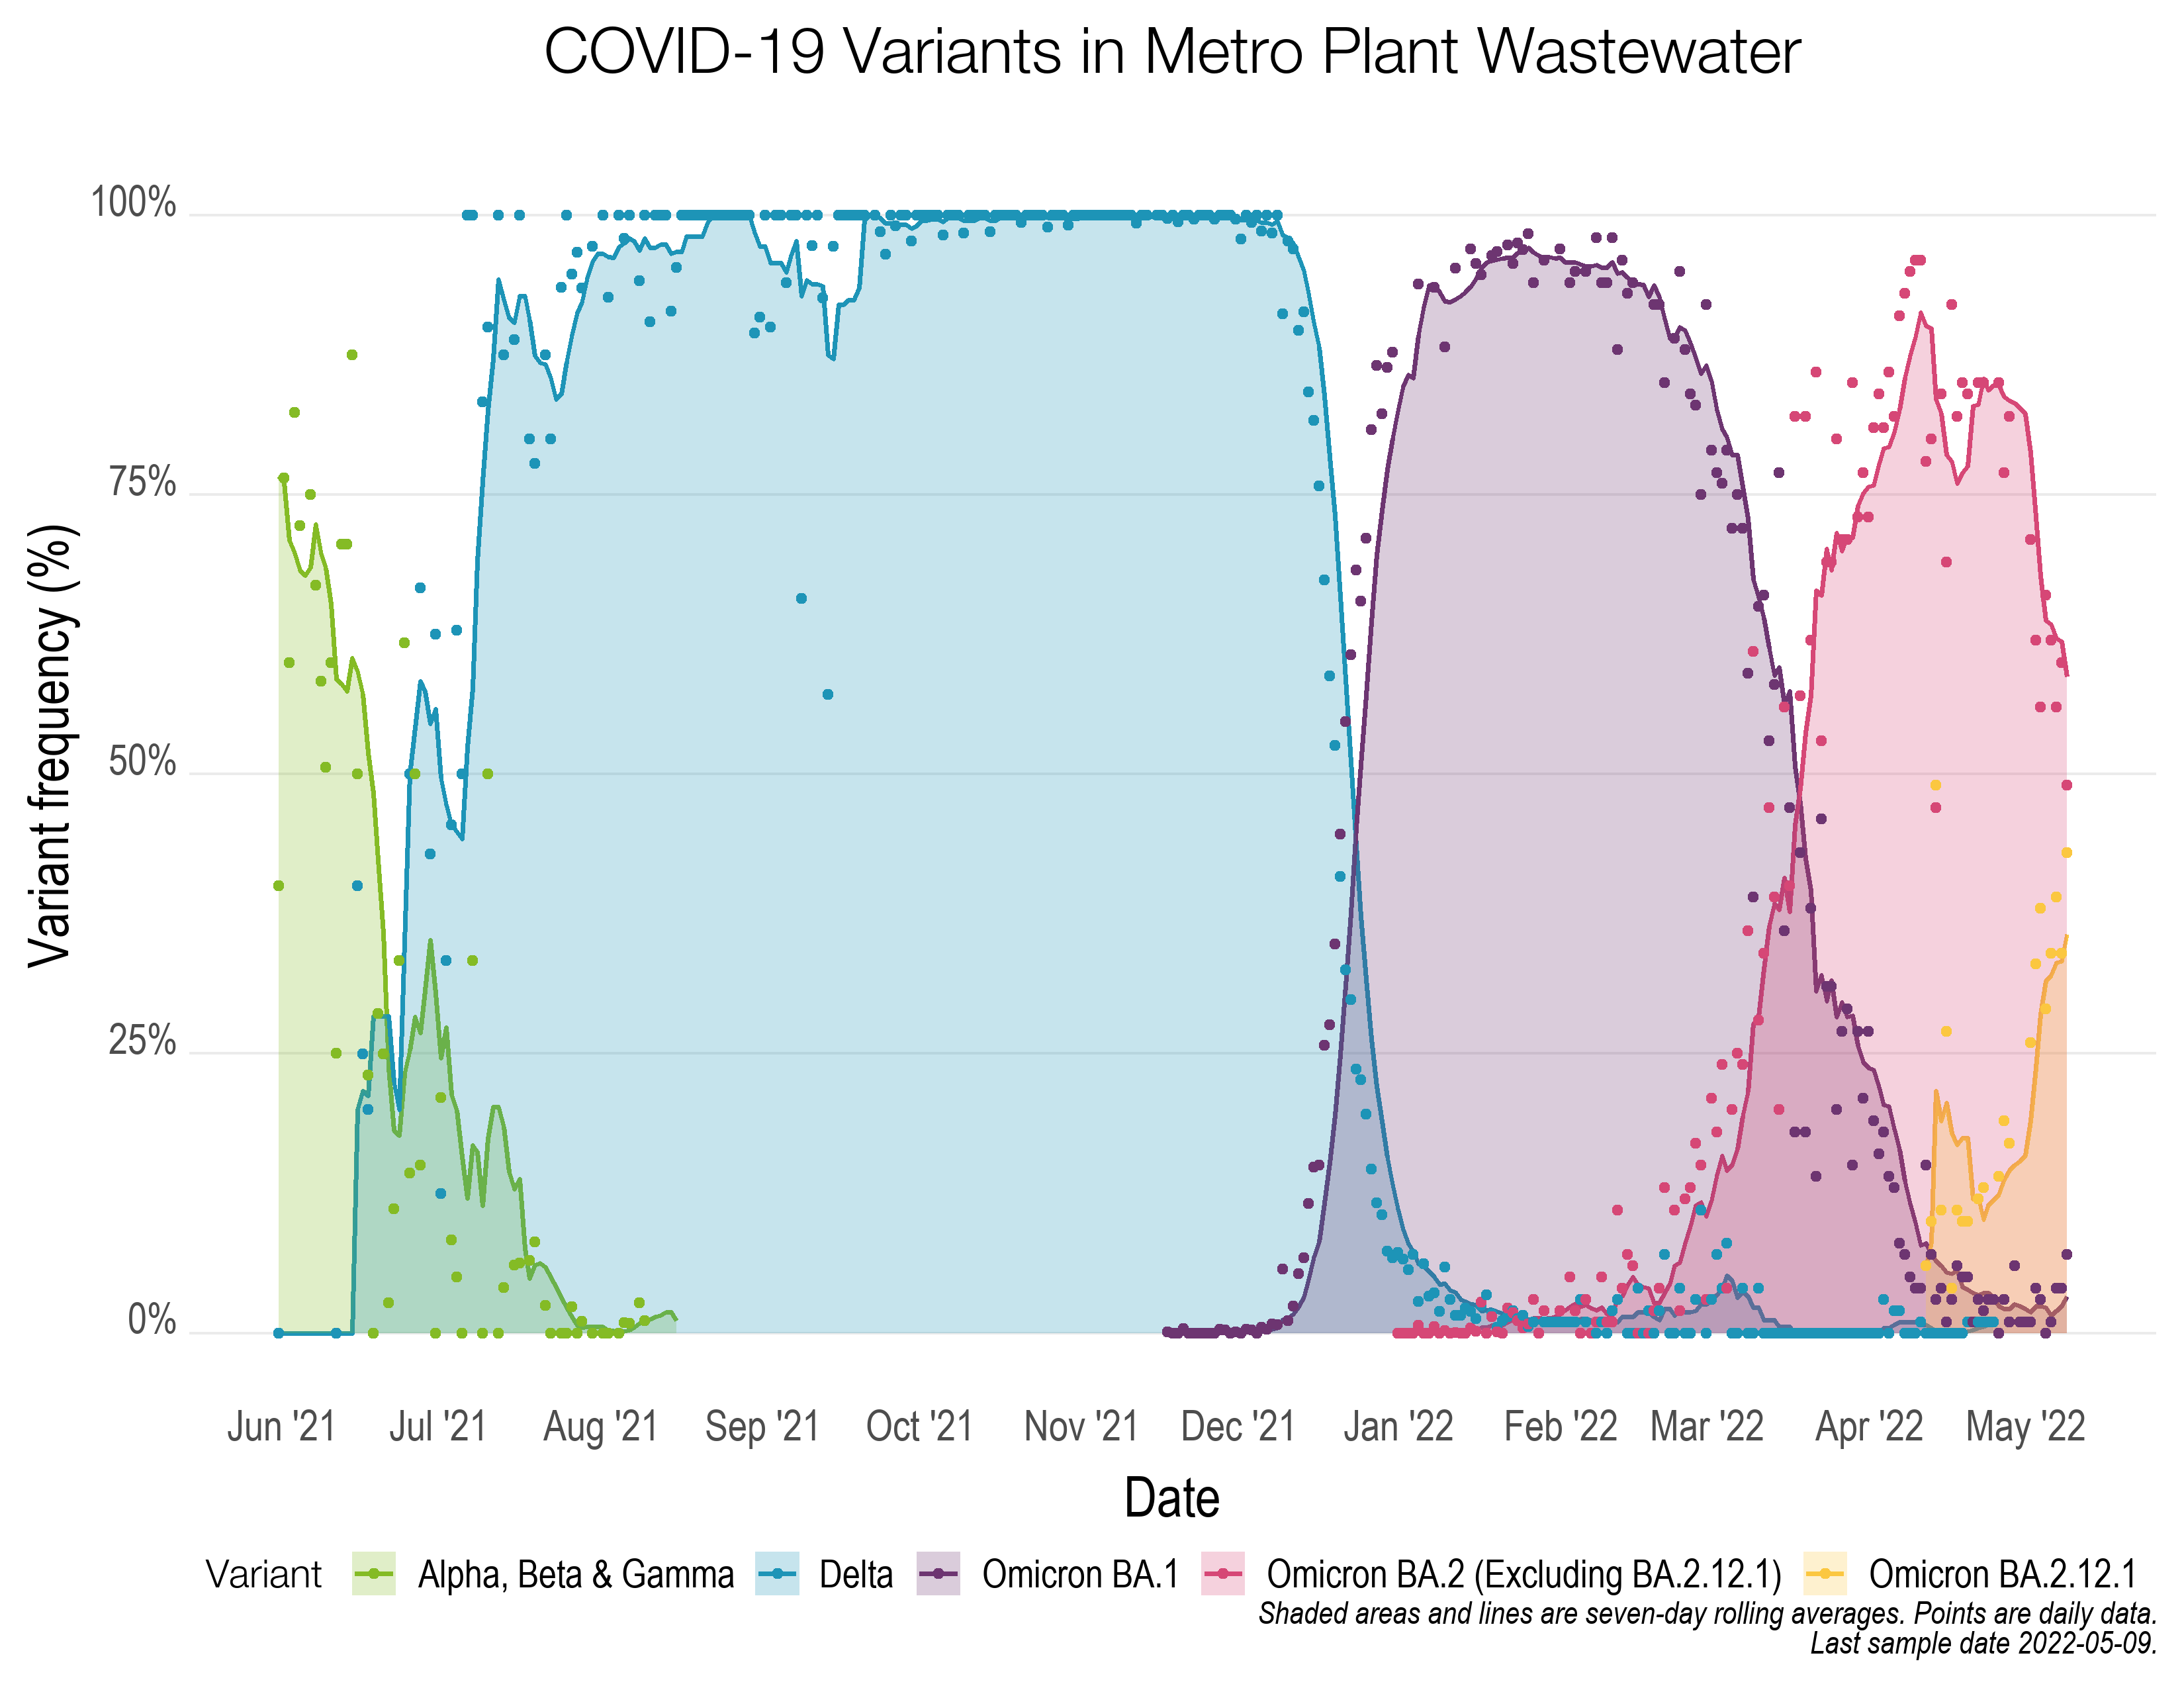 COVID-19 Variants in Metro Plant Wastewater
Variant frequency (%)
100%
75%
50%
25%
0%
Jun '21 Jul '21 Aug '21 Sep '21 Oct '21 Nov '21 Dec '21 Jan '22 Feb '22 Mar '22 Apr '22 May '22
Date
Variant Alpha, Beta & Gamma Delta Omicron BA.1 Omicron BA.2 (Excluding BA.2.12.1) Omicron BA.2.12.1
Shaded areas and lines are seven-day rolling averages. Points are daily data.
Last sample date 2022-05-09.